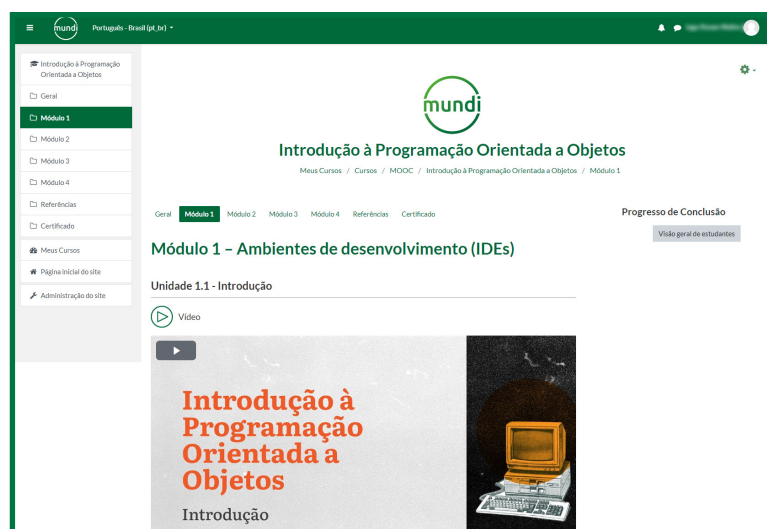 mundi
Português - Brasil (pt_br)
Introdução à Programação
Orientada a Objetos
Geral
Módulo 1
Módulo 2
Módulo 3
Módulo 4
Referências
Certificado
Meus Cursos
Página inicial do site
Administração do site
mundi
Introdução à Programação Orientada a Objetos
Meus Cursos / Cursos / MOOC / Introdução à Programação Orientada a Objetos / Módulo 1
Geral Módulo 1 Módulo 2 Módulo 3 Módulo 4 Referências Certificado
Progresso de Conclusão
Visão geral de estudantes
Módulo 1 – Ambientes de desenvolvimento (IDEs)
Unidade 1.1 - Introdução
Vídeo
Introdução à
Programação
Orientada a
Objetos
Introdução